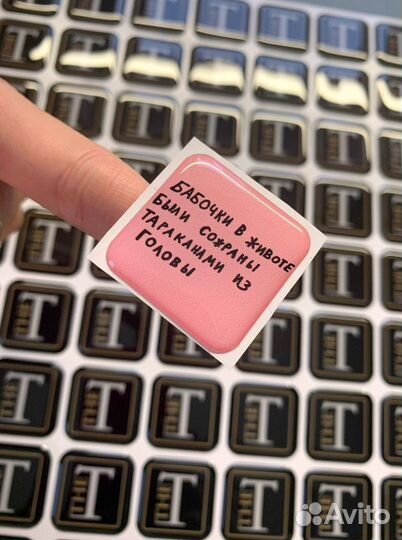 БАБОЧКИ В ЖИВОТЕ
БЫЛИ СОЖРАНЫ
ТАРАКАНАМИ ИЗ
ГОЛОВЫ
Avito